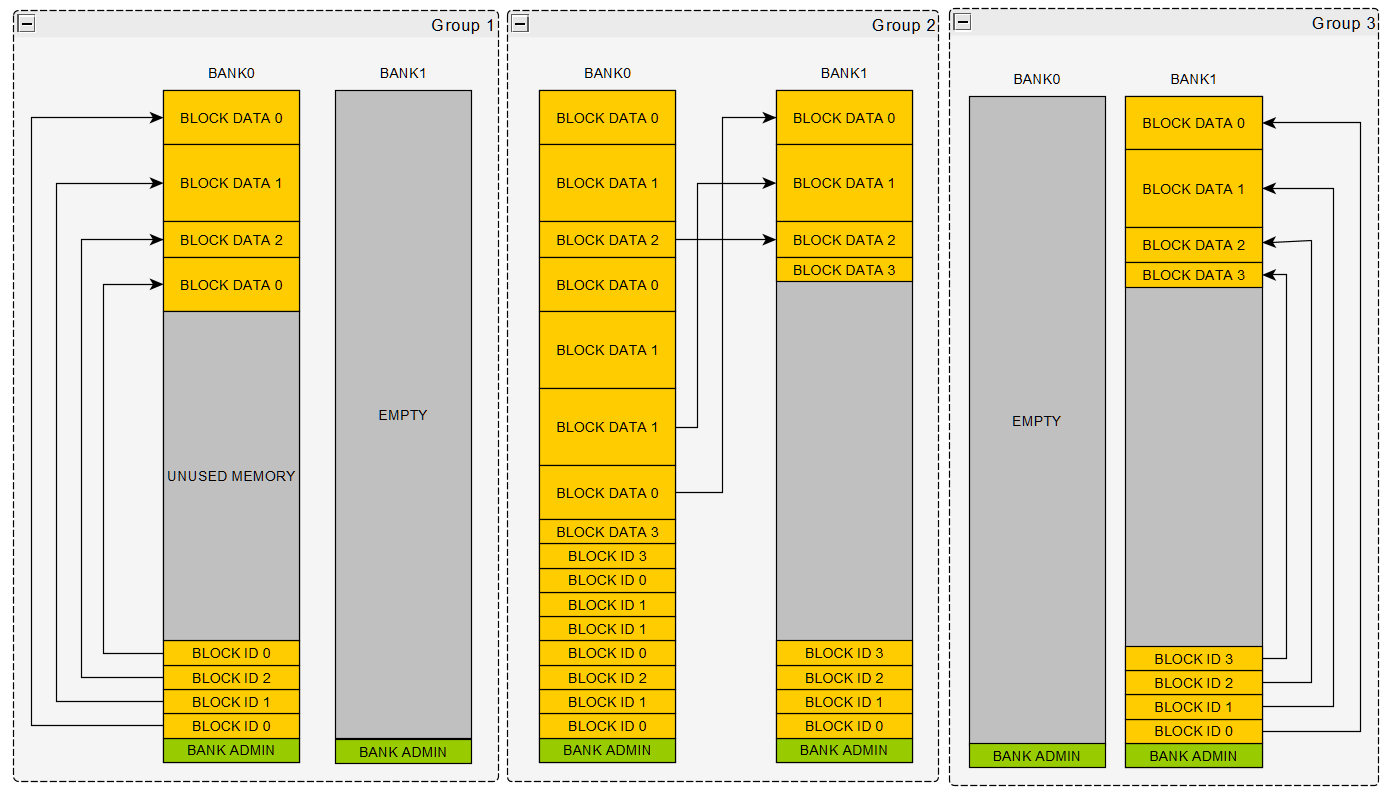 Group 1
BANK0
BLOCK DATA 0
BLOCK DATA 1
BLOCK DATA 2
BLOCK DATA 0
UNUSED MEMORY
BLOCK ID 0
BLOCK ID 2
BLOCK ID 1
BLOCK ID 0
BANK ADMIN
BANK1
EMPTY
BANK ADMIN
Group 2
BANK0
BLOCK DATA 0
BLOCK DATA 1
BLOCK DATA 2
BLOCK DATA 0
BLOCK DATA 1
BLOCK DATA 1
BLOCK DATA 0
BLOCK DATA 3
BLOCK ID 3
BLOCK ID 0
BLOCK ID 1
BLOCK ID 1
BLOCK ID 0
BLOCK ID 2
BLOCK ID 1
BLOCK ID 0
BANK ADMIN
BANK1
BLOCK DATA 0
BLOCK DATA 1
BLOCK DATA 2
BLOCK DATA 3
BLOCK ID 3
BLOCK ID 2
BLOCK ID 1
BLOCK ID 0
BANK ADMIN
Group 3
BANK0
EMPTY
BANK ADMIN
BANK1
BLOCK DATA 0
BLOCK DATA 1
BLOCK DATA 2
BLOCK DATA 3
BLOCK ID 3
BLOCK ID 2
BLOCK ID 1
BLOCK ID 0
BANK ADMIN